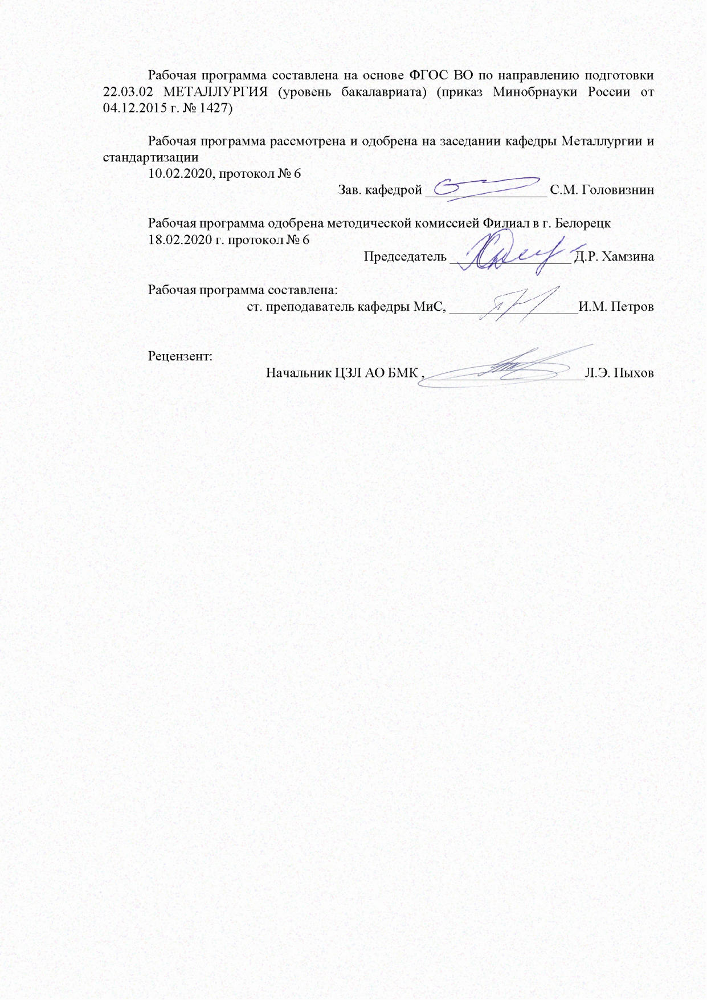 Рабочая программа составлена на основе ФГОС ВО по направлению подготовки
22.03.02 МЕТАЛЛУРГИЯ (уровень бакалавриата) (приказ Минобрнауки России от
04.12.2015 г. № 1427)
Рабочая программа рассмотрена и одобрена на заседании кафедры Металлургии и
стандартизации
10.02.2020, протокол № 6
Зав. кафедрой _________________ С.М. Головизнин
Рабочая программа одобрена методической комиссией Филиал в г. Белорецк
18.02.2020 г. протокол № 6
Председатель _________________ Д.Р. Хамзина
Рабочая программа составлена:
ст. преподаватель кафедры МиС, __________________И.М. Петров
Рецензент:
Начальник ЦЗЛ АО БМК , ______________________Л.Э. Пыхов